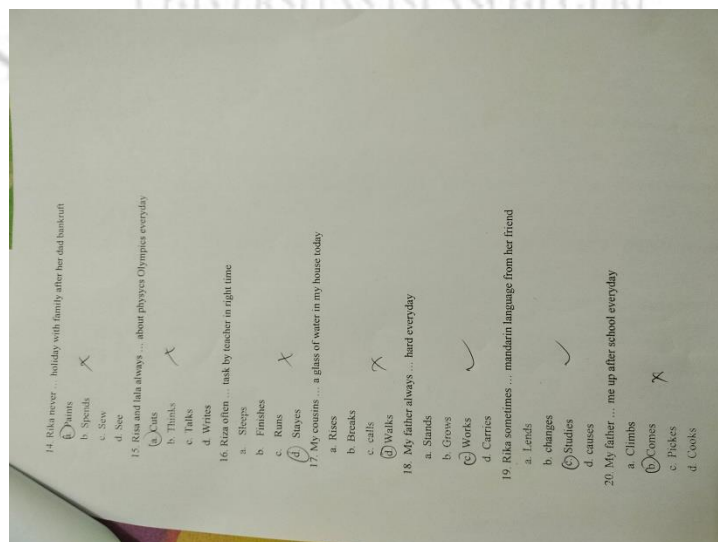 14. Rika never ... holiday with family after her dad bankruft
a. Paints
b. Spends
c. Sew
d. See
15. Risa and lala always ... about physycs Olympics everyday
a. Cuts
b. Thinks
c. Talks
d. Writes
16. Riza often ... task by teacher in right time
a. Sleeps
b. Finishes
c. Runs
d. Stayes
17. My cousins ... a glass of water in my house today
a. Rises
b. Breaks
c. calls
d. Walks
18. My father always ... hard everyday
a. Stands
b. Grows
c. Works
d. Carries
19. Rika sometimes ... mandarin language from her friend
a. Lends
b. changes
c. Studies
d. causes
20. My father ... me up after school everyday
a. Climbs
b. Comes
c. Pickes
d. Cooks